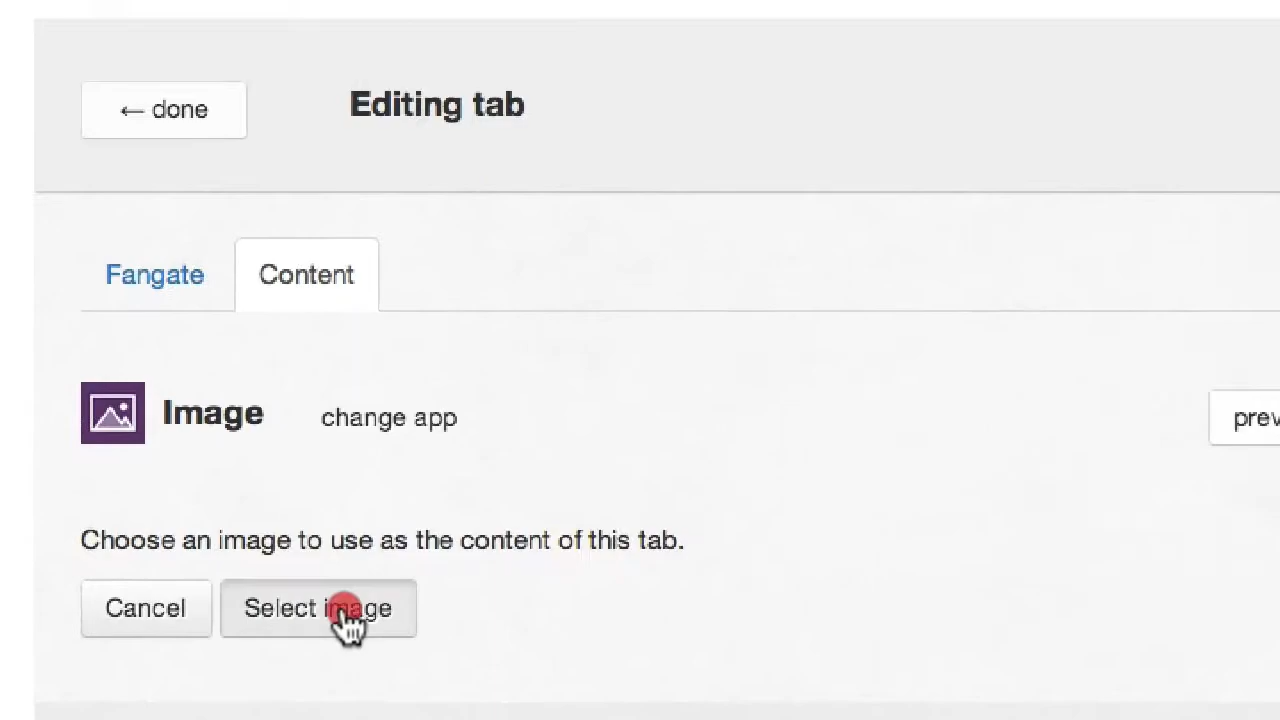 ← done
Editing tab
Fangate
Content
Image
change app
Choose an image to use as the content of this tab.
Cancel
Select image